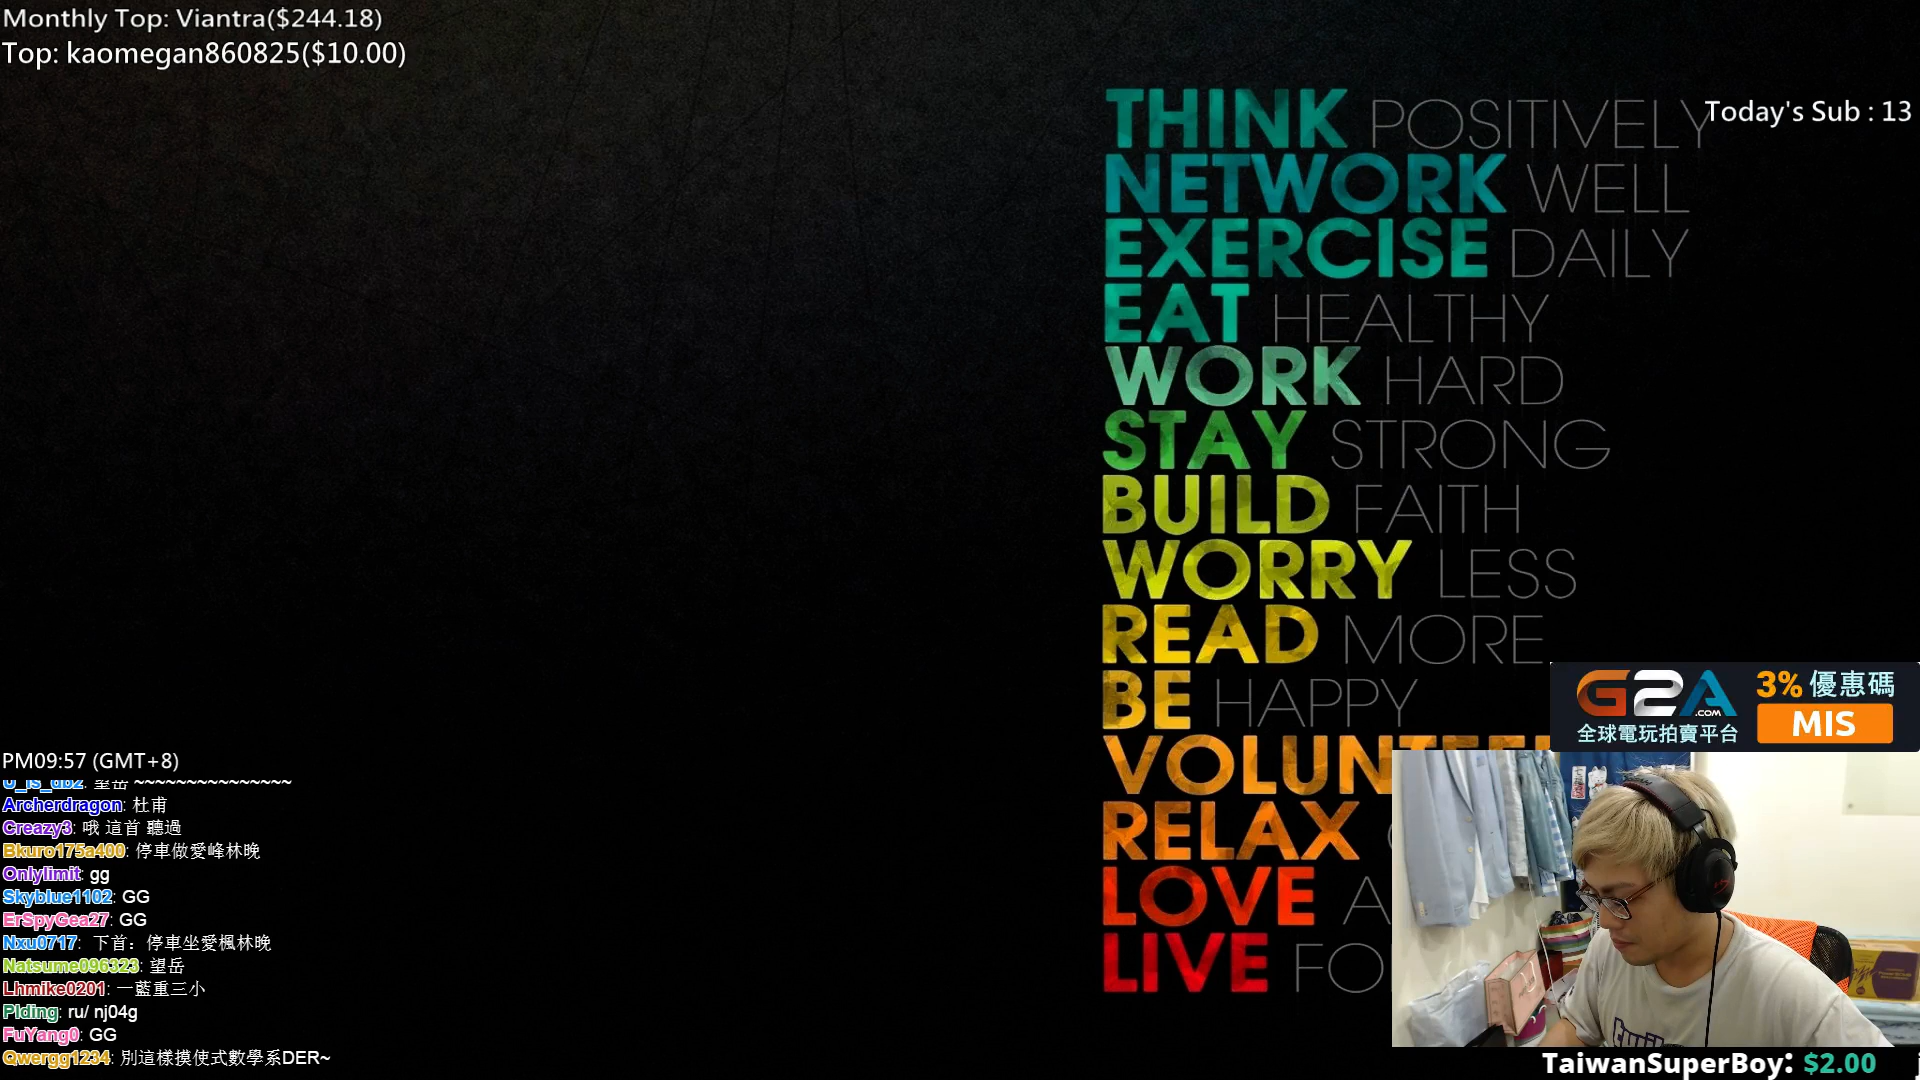 Monthly Top: Viantra($244.18)
Top: kaomegan860825($10.00)
THINK POSITIVELY
Today's Sub : 13
NETWORK WELL
EXERCISE DAILY
EAT HEALTHY
WORK HARD
STAY STRONG
BUILD FAITH
WORRY LESS
READ MORE
BE HAPPY
G2A.COM 3% 優惠碼
全球電玩拍賣平台 MIS
VOLUNTEE
RELAX
LOVE A
LIVE FO
PM09:57 (GMT+8)
望岳 ~~~~~~~~~~~~~~~
Archerdragon: 杜甫
Creazy3: 哦 這首 聽過
Bkuro175a400: 停車做愛峰林晚
Onlylimit: gg
Skyblue1102: GG
ErSpyGea27: GG
Nxu0717: 下首：停車坐愛楓林晚
Natsume096323: 望岳
Lhmike0201: 一藍重三小
Plding: ru/ nj04g
FuYang0: GG
Qwergg1234: 別這樣摸使式數學系DER~
TaiwanSuperBoy: $2.00